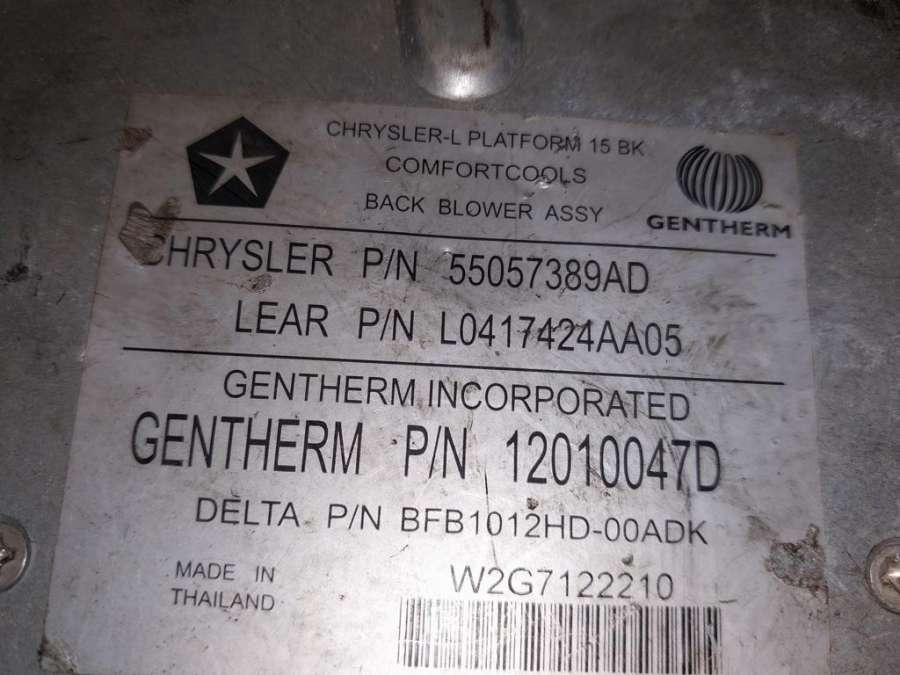 CHRYSLER-L PLATFORM 15 BK
COMFORTCOOLS
BACK BLOWER ASSY
GENTHERM
CHRYSLER P/N 55057389AD
LEAR P/N L0417424AA05
GENTHERM INCORPORATED
GENTHERM P/N 12010047D
DELTA P/N BFB1012HD-00ADK
MADE IN
THAILAND
W2G7122210